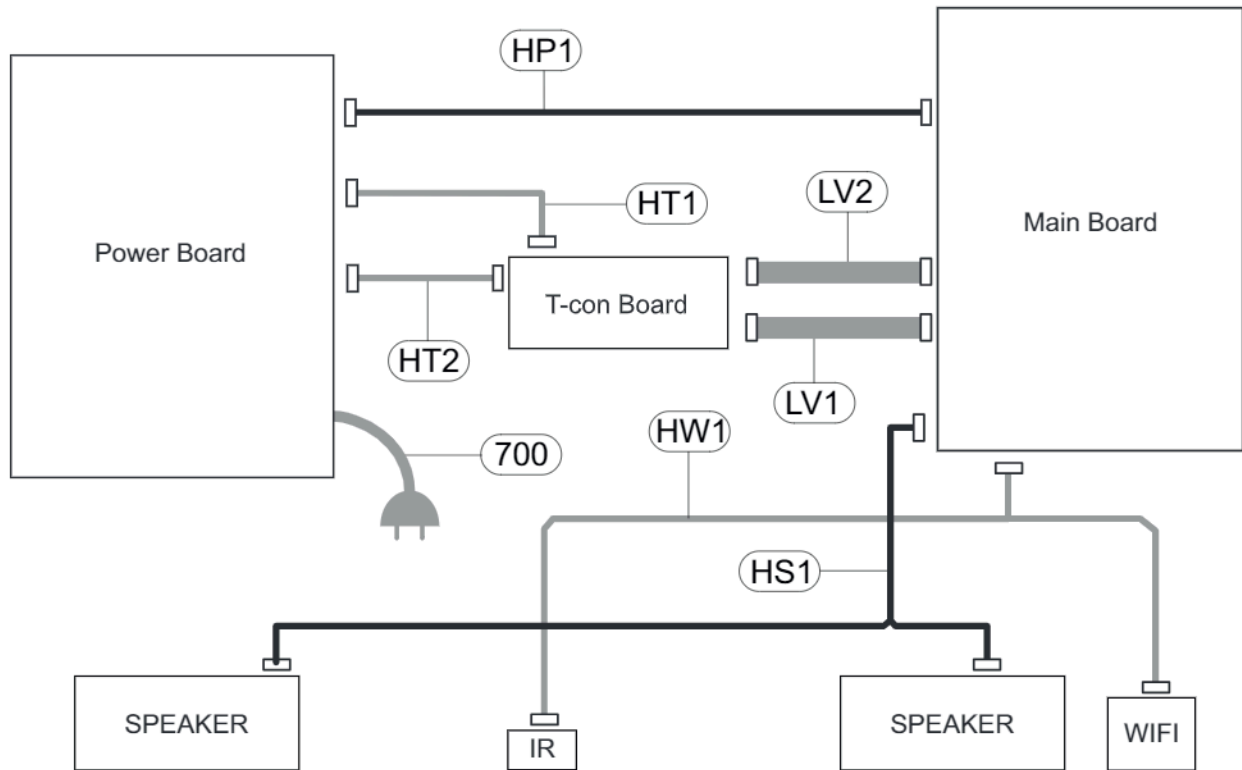 HP1
Power Board
HT1
LV2
Main Board
T-con Board
HT2
LV1
700
HW1
HS1
SPEAKER
IR
SPEAKER
WIFI